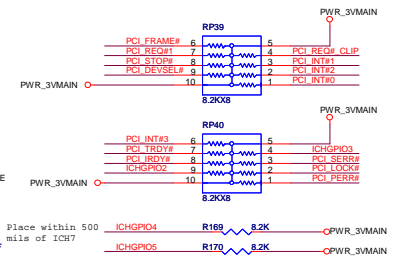 PWR_3VMAIN
RP39
PCI_FRAME# 6 5
PCI_REQ#1 7 4 PCI_REQ#_CLIP
PCI_STOP# 8 3 PCI_INT#1
PCI_DEVSEL# 9 2 PCI_INT#2
PWR_3VMAIN 10 1 PCI_INT#0
8.2KX8
PWR_3VMAIN
RP40
PCI_INT#3 6 5
PCI_TRDY# 7 4 ICHGPIO3
PCI_IRDY# 8 3 PCI_SERR#
ICHGPIO2 9 2 PCI_LOCK#
E
PWR_3VMAIN 10 1 PCI_PERR#
8.2KX8
Place within 500 ICHGPIO4 R169 8.2K PWR_3VMAIN
mils of ICH7
ICHGPIO5 R170 8.2K PWR_3VMAIN